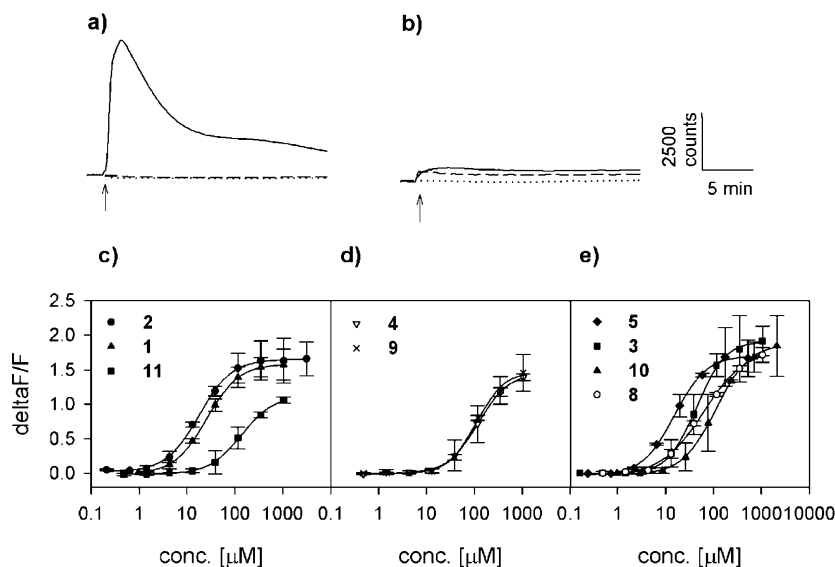 a)
b)
2500
counts
5 min
c)
d)
e)
deltaF/F
2.5
2.0
1.5
1.0
0.5
0.0
2
1
11
4
9
5
3
10
8
0.1 1 10 100 1000
0.1 1 10 100 1000
0.1 1 10 100 1000 10000
conc. [µM]
conc. [µM]
conc. [µM]